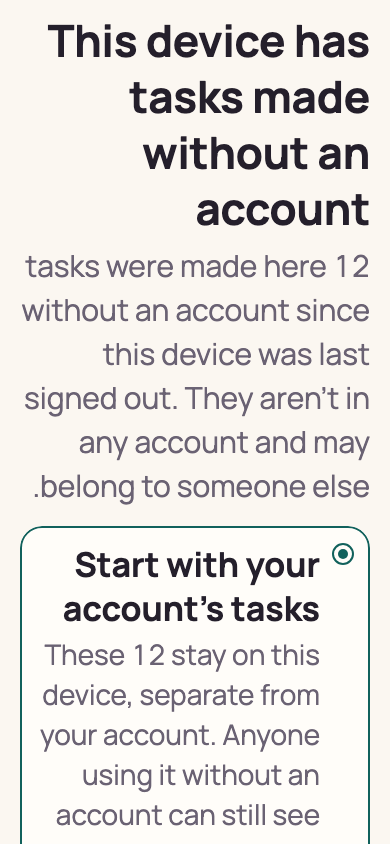 This device has
tasks made
without an
account
tasks were made here 12
without an account since
this device was last
signed out. They aren’t in
any account and may
.belong to someone else
Start with your
account’s tasks
These 12 stay on this
device, separate from
your account. Anyone
using it without an
account can still see